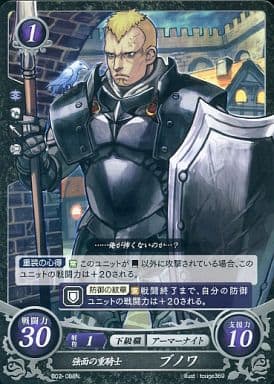 1
1
……俺が怖くないのか…?
重装の心得 このユニットが 以外に攻撃されている場合、このユニットの戦闘力は+20される。
防御の紋章 戦闘終了まで、自分の防御
ユニットの戦闘力は+20される。
戦闘力
30
射程 1
下級職
アーマーナイト
支援力
10
強面の重騎士
ブノワ
Illust : touge369